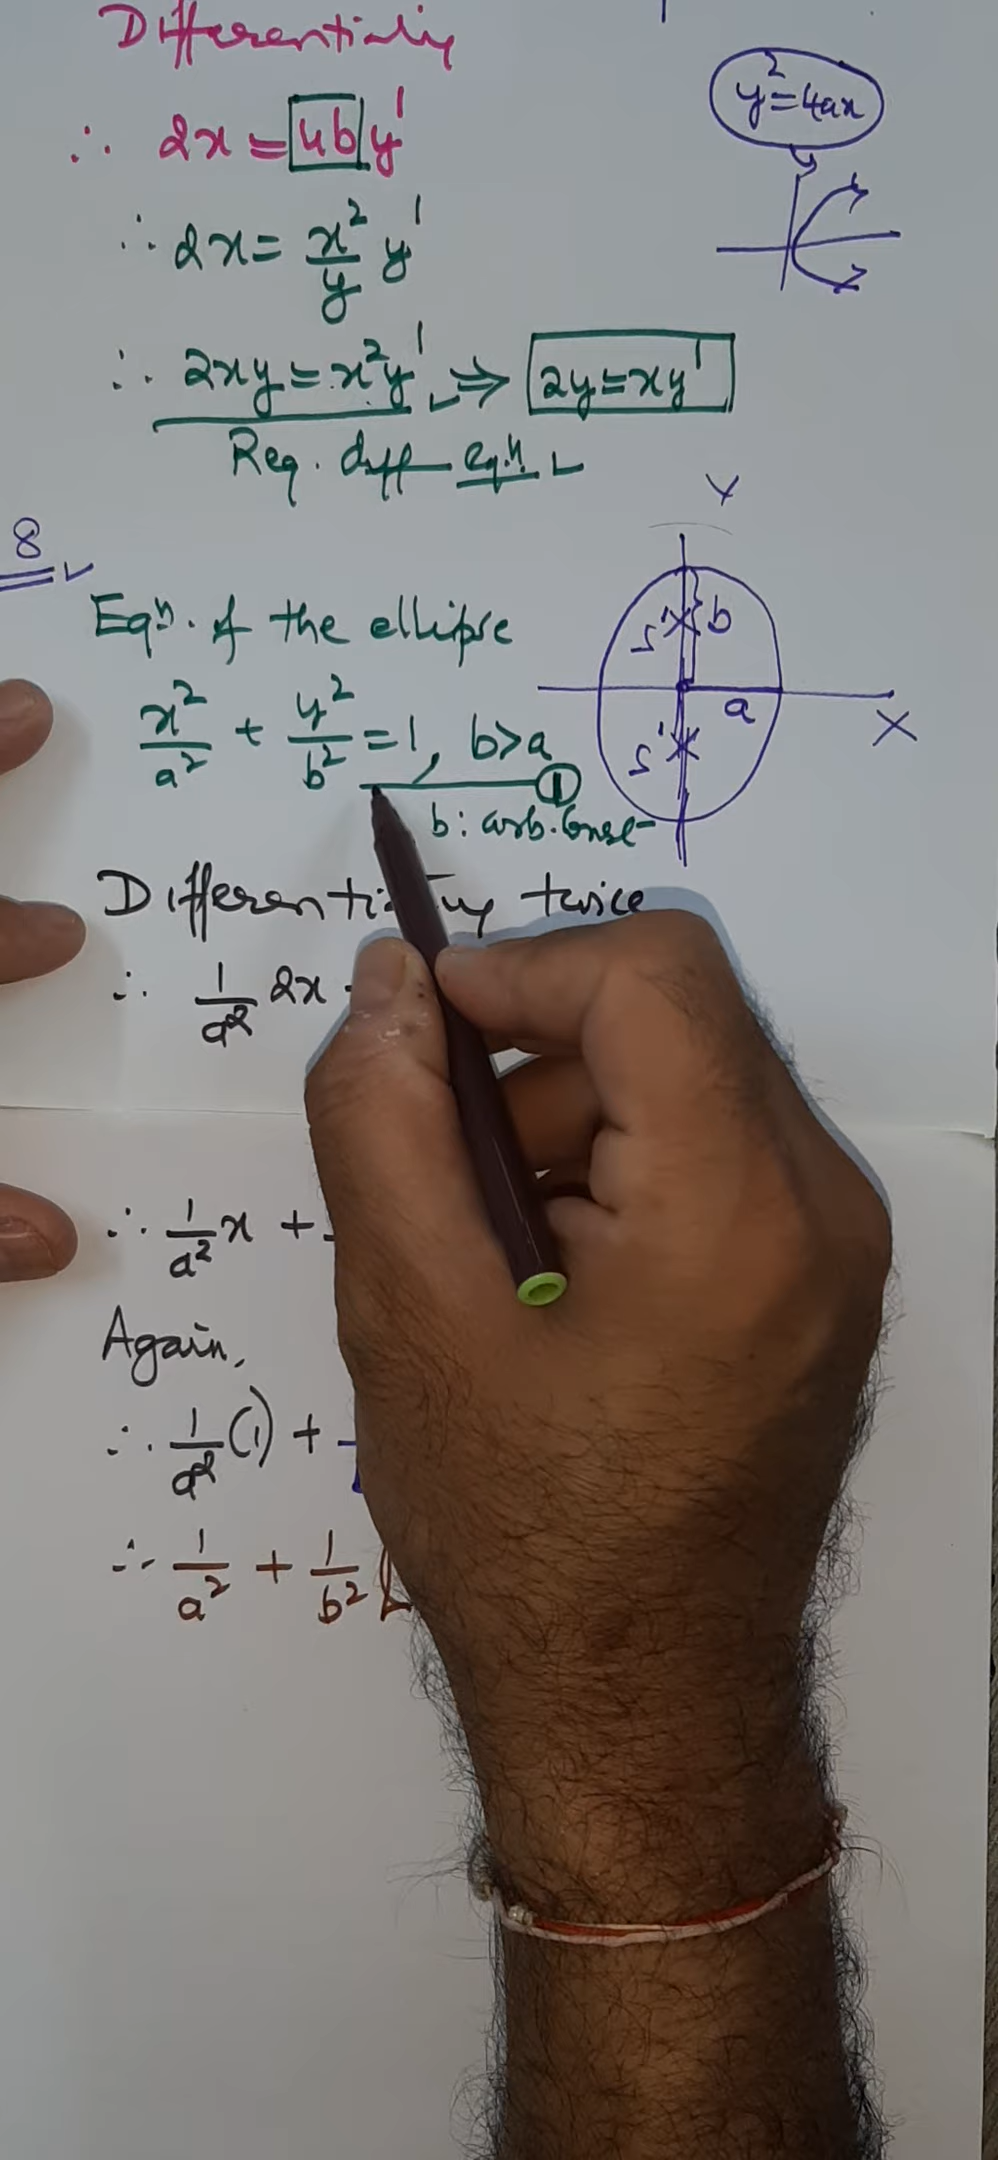 Differentiating
∴ 2x = 4b y'
y² = 4ax
∴ 2x = x²/y y'
∴ 2xy = x²y' ⇒ 2y = xy'
Req. diff eqn.
8
Eqn. of the ellipse
x²/a² + y²/b² = 1, b > a
1
b: arb. const
Y
S'
b
a
X
S'
Differentiating twice
∴ 1/a² 2x
∴ 1/a² x +
Again,
∴ 1/a² (1) +
∴ 1/a² + 1/b²